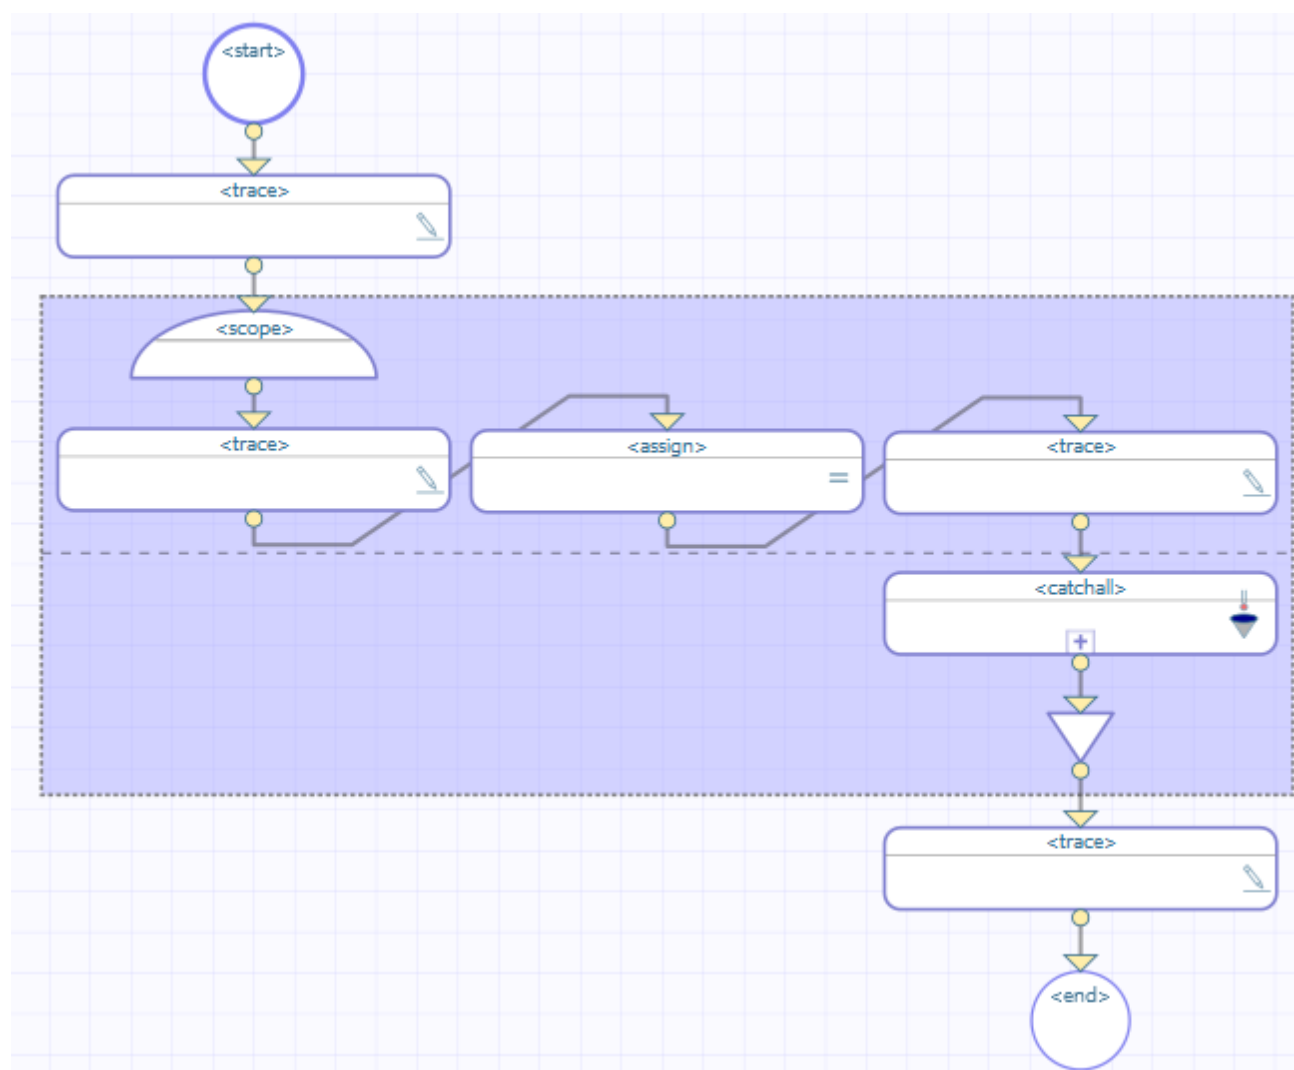 <start>
<trace>
<scope>
<trace>
<assign>
<trace>
<catchall>
<trace>
<end>